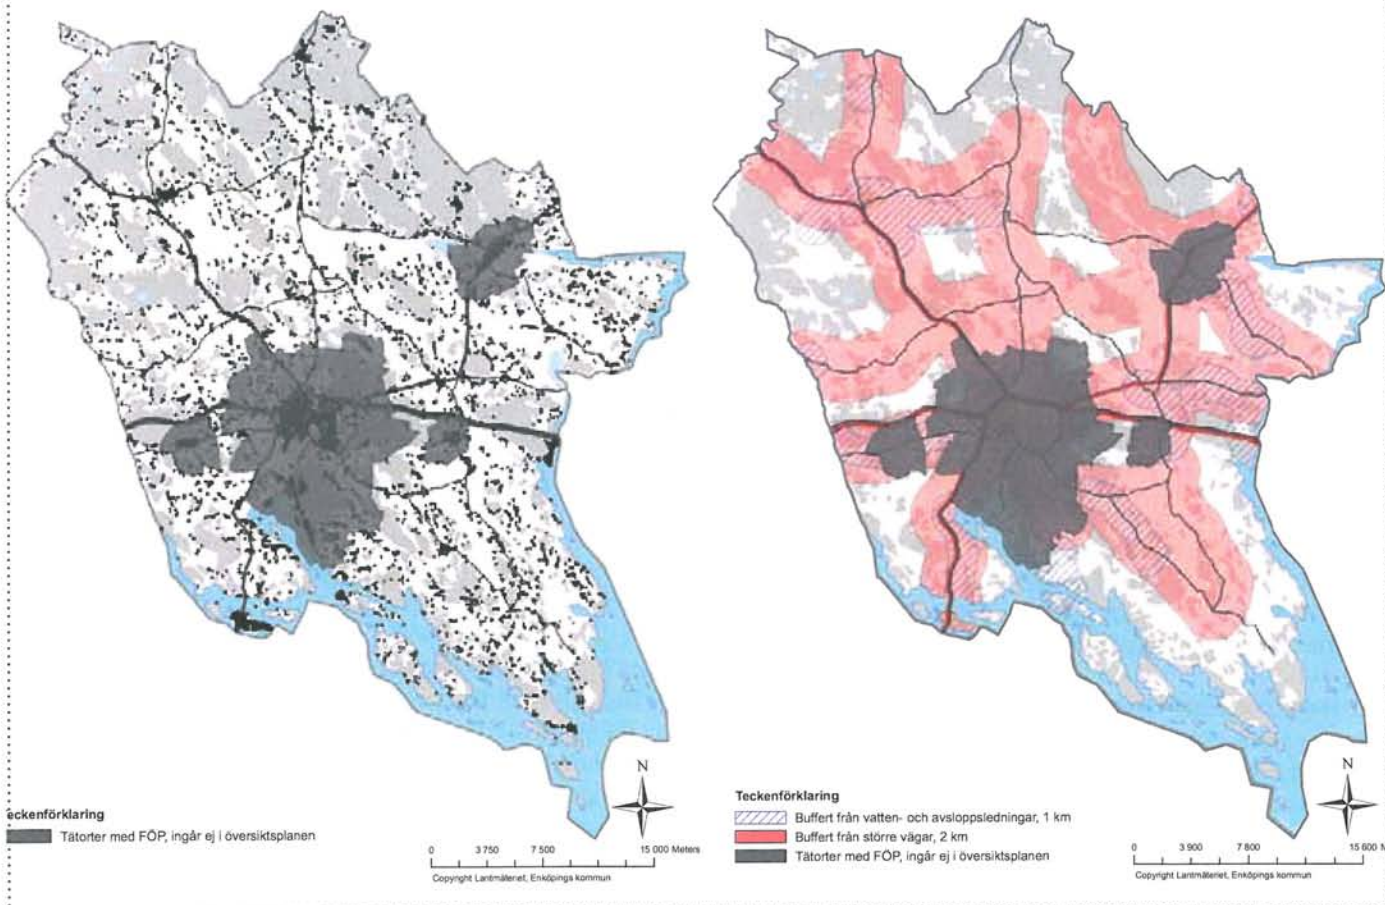 N
eckenförklaring
Tätorter med FÖP, ingår ej i översiktsplanen
0 3 750 7 500 15 000 Meters
Copyright Lantmäteriet, Enköpings kommun
N
Teckenförklaring
Buffert från vatten- och avsloppsledningar, 1 km
Buffert från större vägar, 2 km
Tätorter med FÖP, ingår ej i översiktsplanen
0 3 900 7 800 15 600 M
Copyright Lantmäteriet, Enköpings kommun